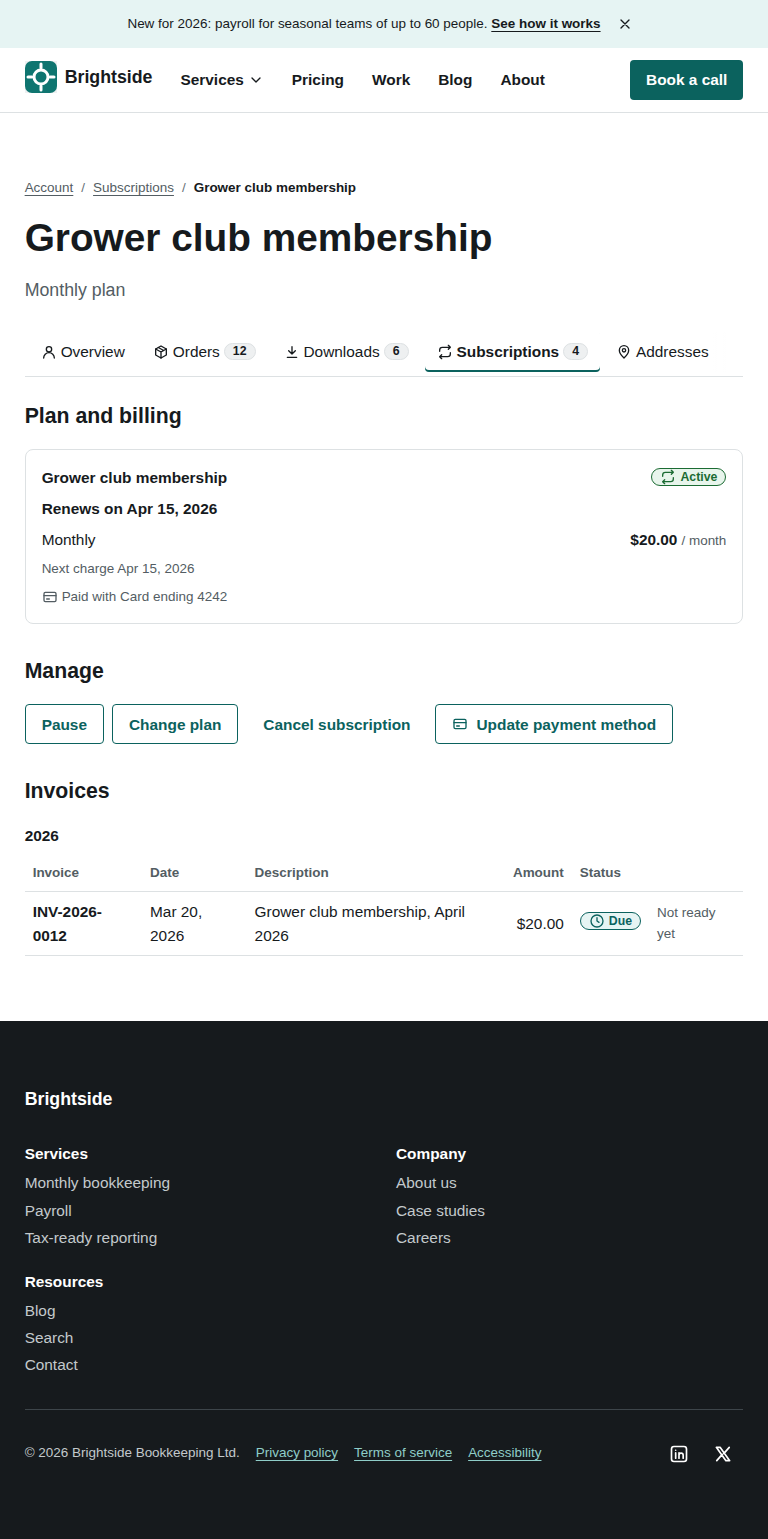 New for 2026: payroll for seasonal teams of up to 60 people. See how it works
Brightside
Services
Pricing
Work
Blog
About
Book a call
Account / Subscriptions / Grower club membership
Grower club membership
Monthly plan
Overview
Orders 12
Downloads 6
Subscriptions 4
Addresses
Plan and billing
Grower club membership
Active
Renews on Apr 15, 2026
Monthly
$20.00 / month
Next charge Apr 15, 2026
Paid with Card ending 4242
Manage
Pause
Change plan
Cancel subscription
Update payment method
Invoices
2026
Invoice Date Description Amount Status
INV-2026-0012
Mar 20, 2026
Grower club membership, April 2026
$20.00
Due
Not ready yet
Brightside
Services
Monthly bookkeeping
Payroll
Tax-ready reporting
Company
About us
Case studies
Careers
Resources
Blog
Search
Contact
© 2026 Brightside Bookkeeping Ltd.
Privacy policy
Terms of service
Accessibility